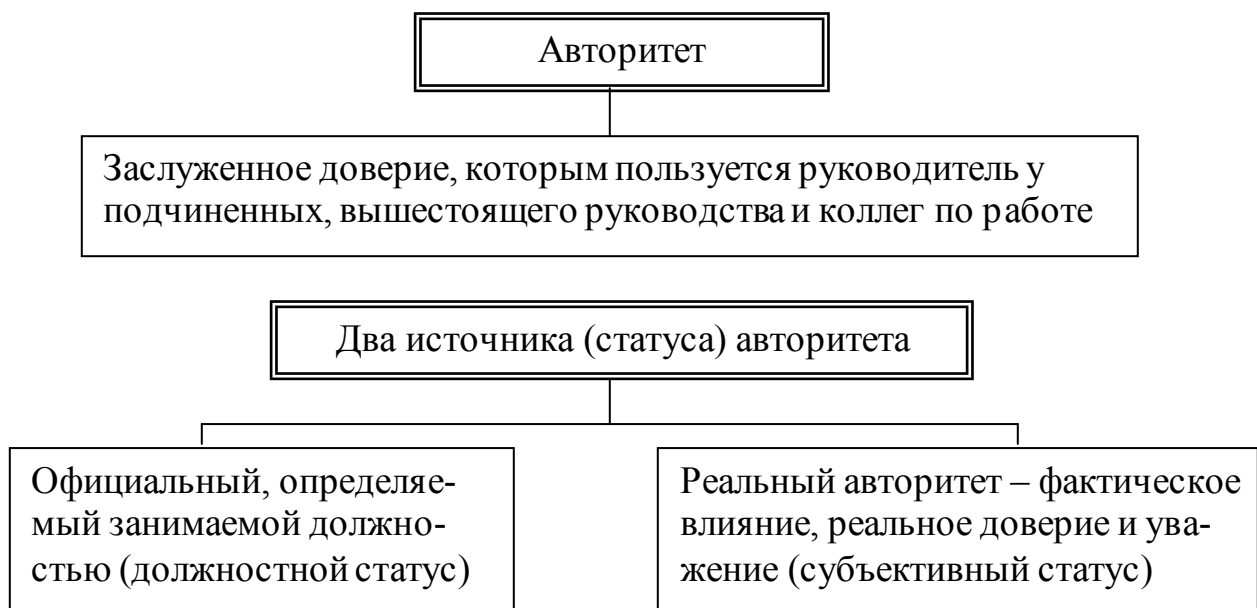 Авторитет
Заслуженное доверие, которым пользуется руководитель у
подчиненных, вышестоящего руководства и коллег по работе
Два источника (статуса) авторитета
Официальный, определяе-
мый занимаемой должно-
стью (должностной статус)
Реальный авторитет – фактическое
влияние, реальное доверие и ува-
жение (субъективный статус)